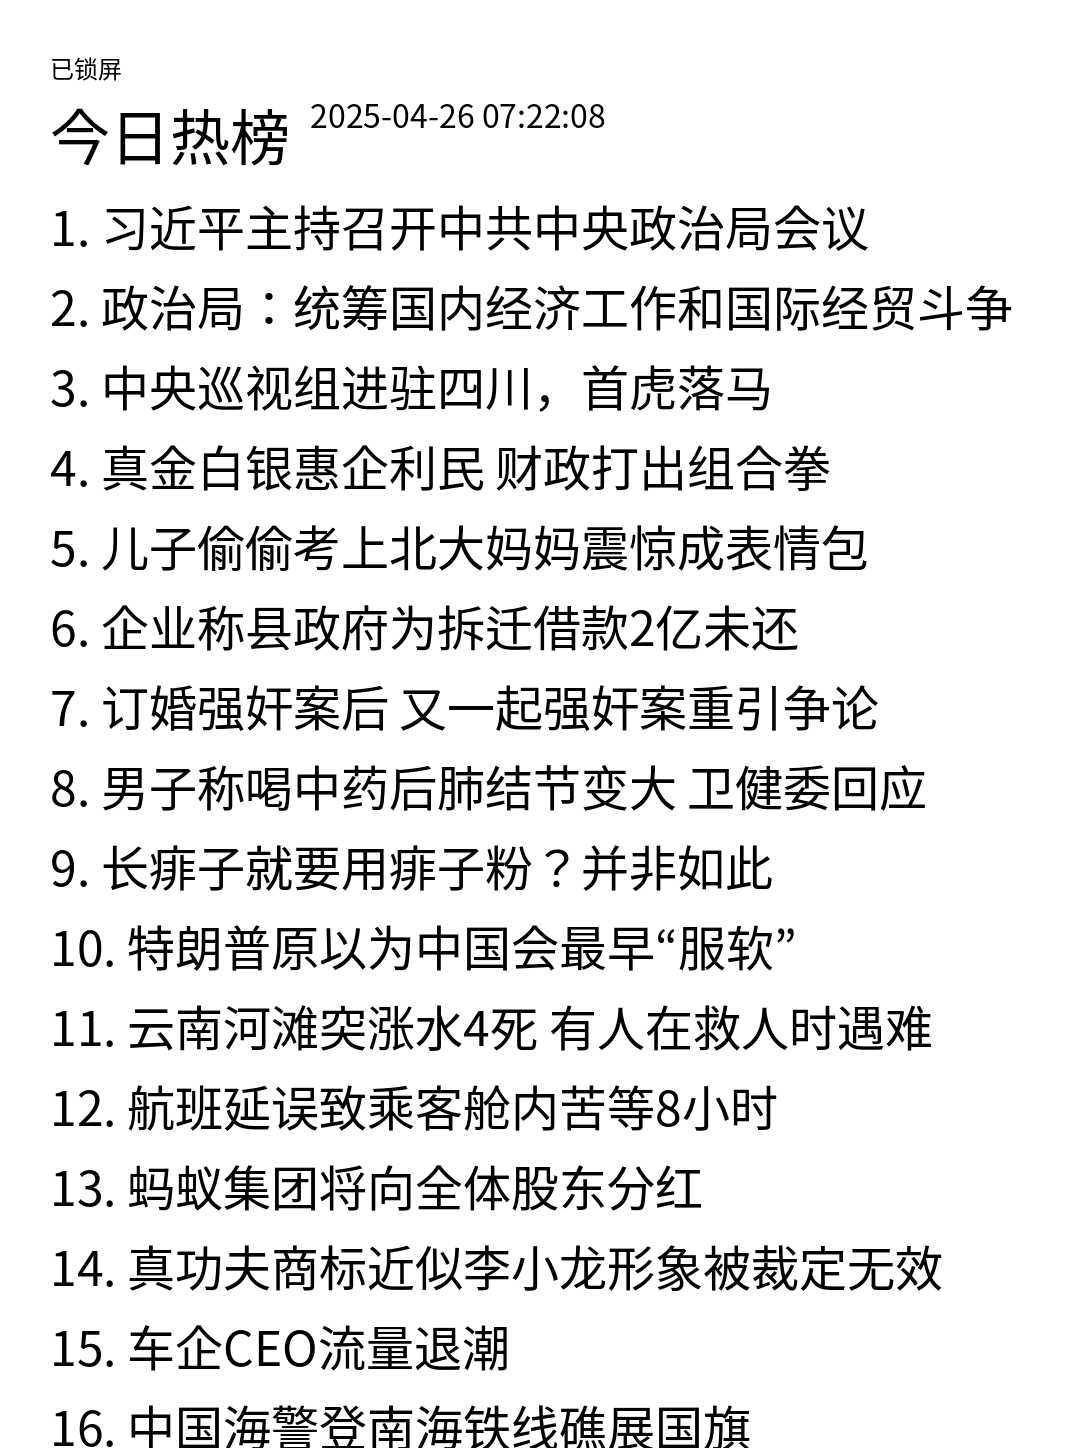 已锁屏
今日热榜 2025-04-26 07:22:08
1. 习近平主持召开中共中央政治局会议
2. 政治局：统筹国内经济工作和国际经贸斗争
3. 中央巡视组进驻四川，首虎落马
4. 真金白银惠企利民 财政打出组合拳
5. 儿子偷偷考上北大妈妈震惊成表情包
6. 企业称县政府为拆迁借款2亿未还
7. 订婚强奸案后 又一起强奸案重引争论
8. 男子称喝中药后肺结节变大 卫健委回应
9. 长痱子就要用痱子粉？并非如此
10. 特朗普原以为中国会最早“服软”
11. 云南河滩突涨水4死 有人在救人时遇难
12. 航班延误致乘客舱内苦等8小时
13. 蚂蚁集团将向全体股东分红
14. 真功夫商标近似李小龙形象被裁定无效
15. 车企CEO流量退潮
16. 中国海警登南海铁线礁展国旗